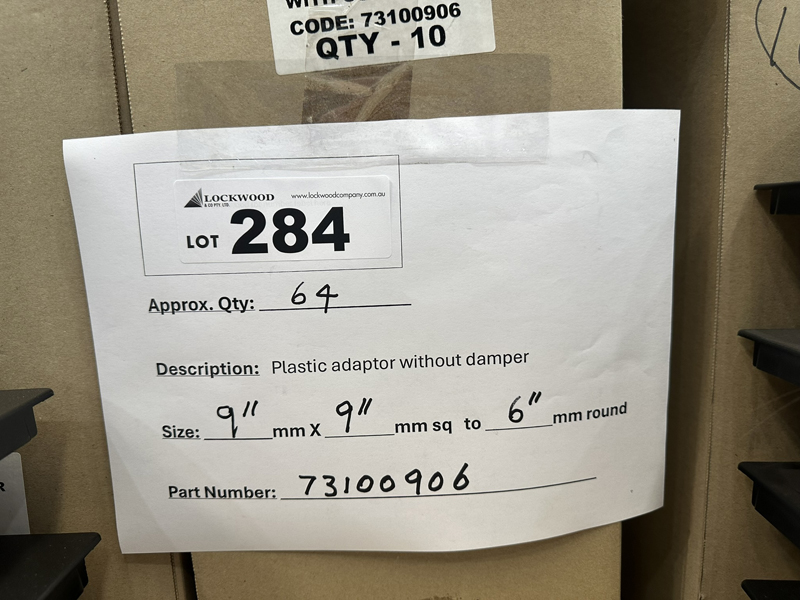 CODE: 73100906
QTY - 10
LOCKWOOD
& CO PTY. LTD.
www.lockwoodcompany.com.au
LOT 284
Approx. Qty: 64
Description: Plastic adaptor without damper
Size: 9" mm X 9" mm sq to 6" mm round
Part Number: 73100906